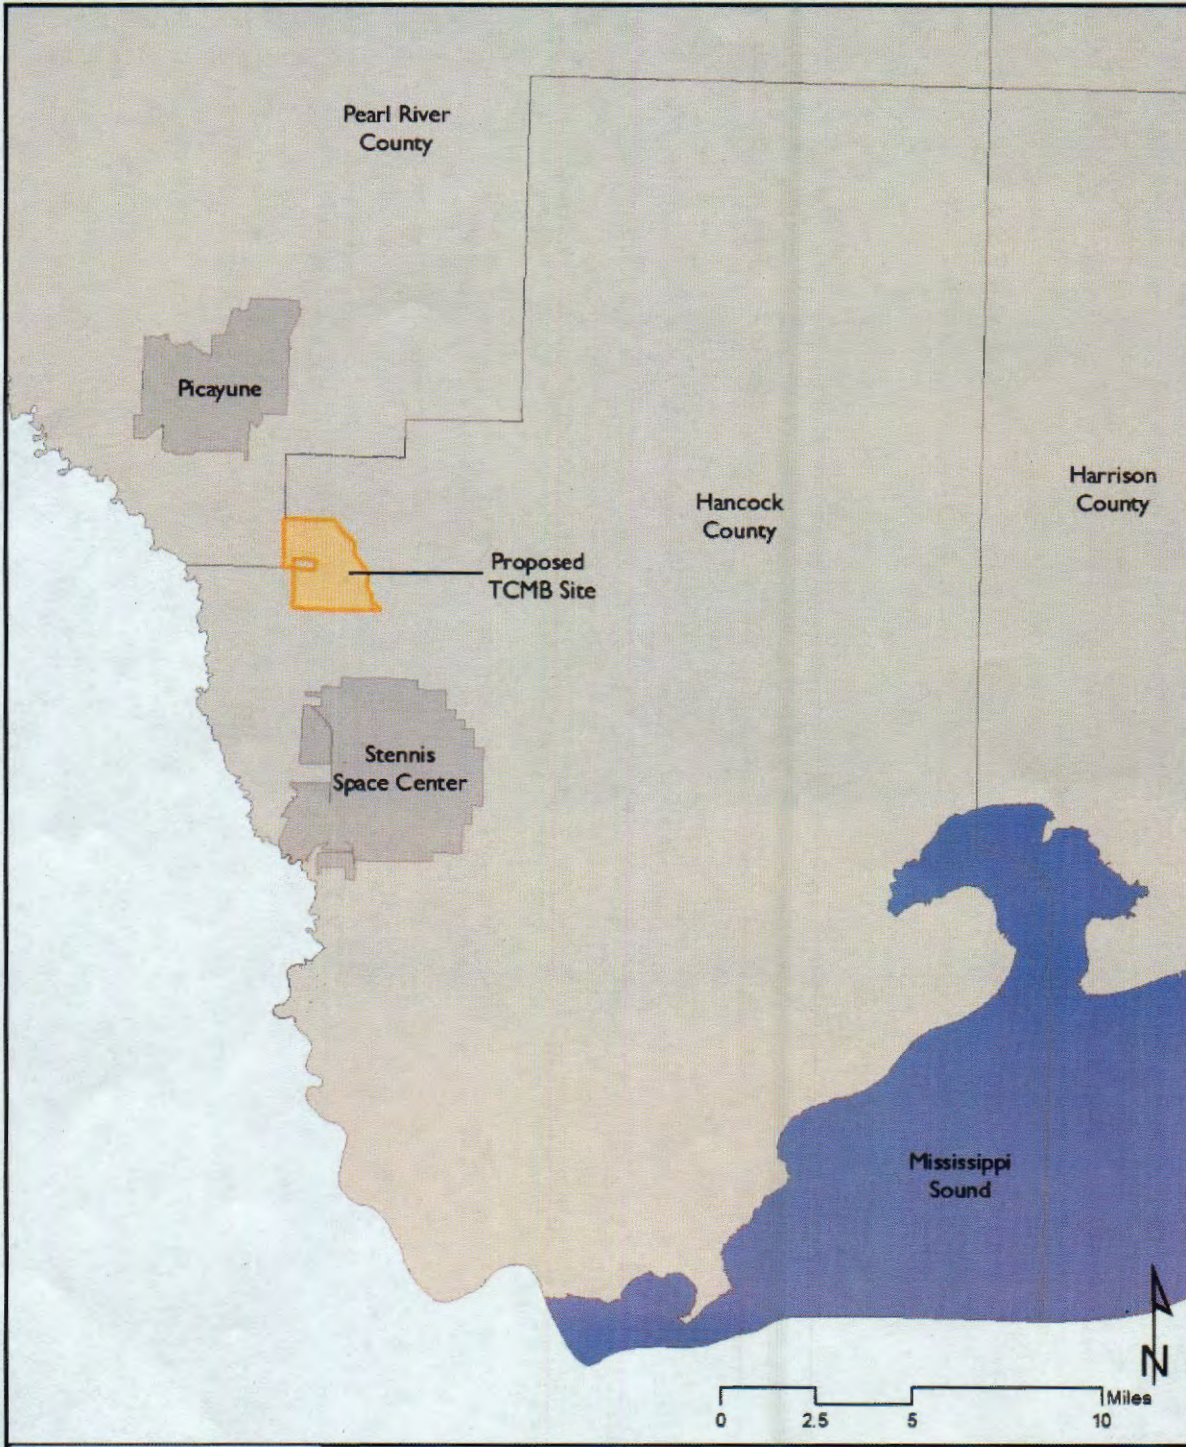 Pearl River
County
Picayune
Harrison
County
Hancock
County
Proposed
TCMB Site
Stennis
Space Center
Mississippi
Sound
N
Miles
0 2.5 5 10